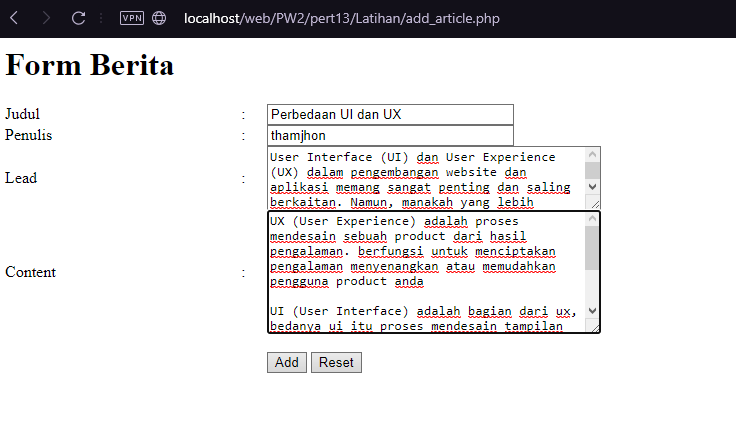 VPN localhost/web/PW2/pert13/Latihan/add_article.php
Form Berita
Judul : Perbedaan UI dan UX
Penulis : thamjhon
Lead :
User Interface (UI) dan User Experience
(UX) dalam pengembangan website dan
aplikasi memang sangat penting dan saling
berkaitan. Namun, manakah yang lebih
Content :
UX (User Experience) adalah proses
mendesain sebuah product dari hasil
pengalaman. berfungsi untuk menciptakan
pengalaman menyenangkan atau memudahkan
pengguna product anda
UI (User Interface) adalah bagian dari ux,
bedanya ui itu proses mendesain tampilan
Add Reset